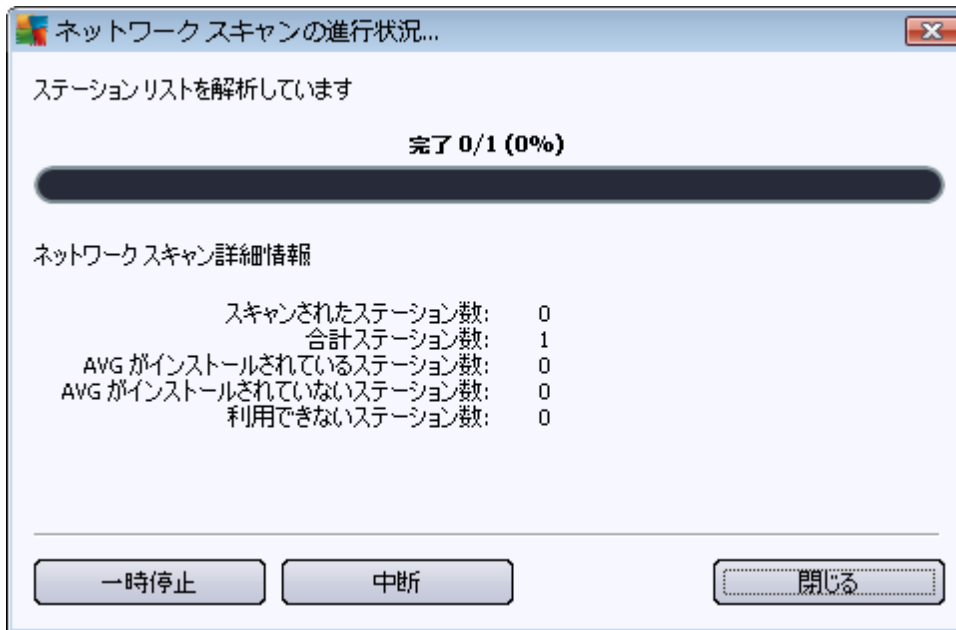 ネットワーク スキャンの進行状況...
ステーション リストを解析しています
完了 0/1 (0%)
ネットワーク スキャン詳細情報
スキャンされたステーション数: 0
合計ステーション数: 1
AVG がインストールされているステーション数: 0
AVG がインストールされていないステーション数: 0
利用できないステーション数: 0
一時停止 中断 閉じる